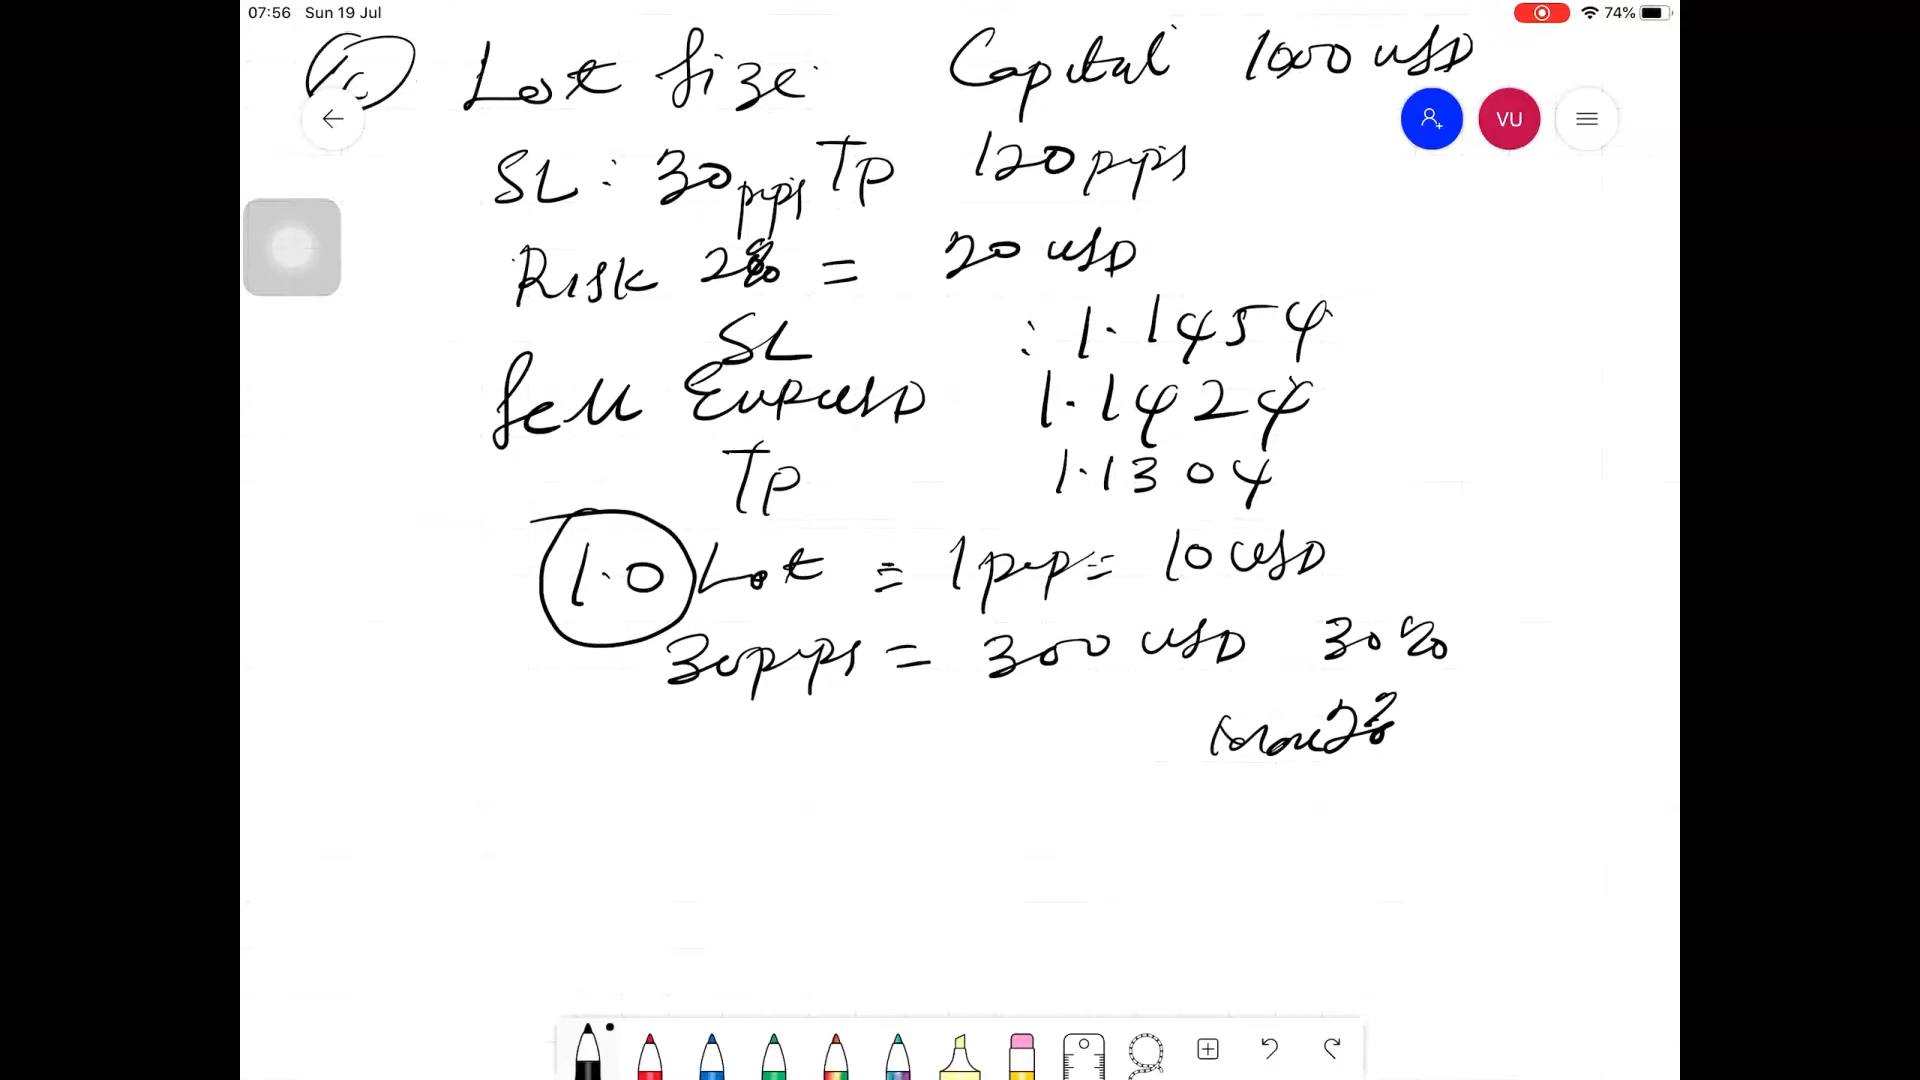 07:56 Sun 19 Jul 74%
Lot Size Capital 1000 USD
VU
SL : 30 pips TP 120 pips
Risk 2% = 20 USD
SL : 1.1454
Sell EURUSD 1.1424
TP 1.1304
1.0 Lot = 1 pip = 10 USD
30 pips = 300 USD 30%
2%